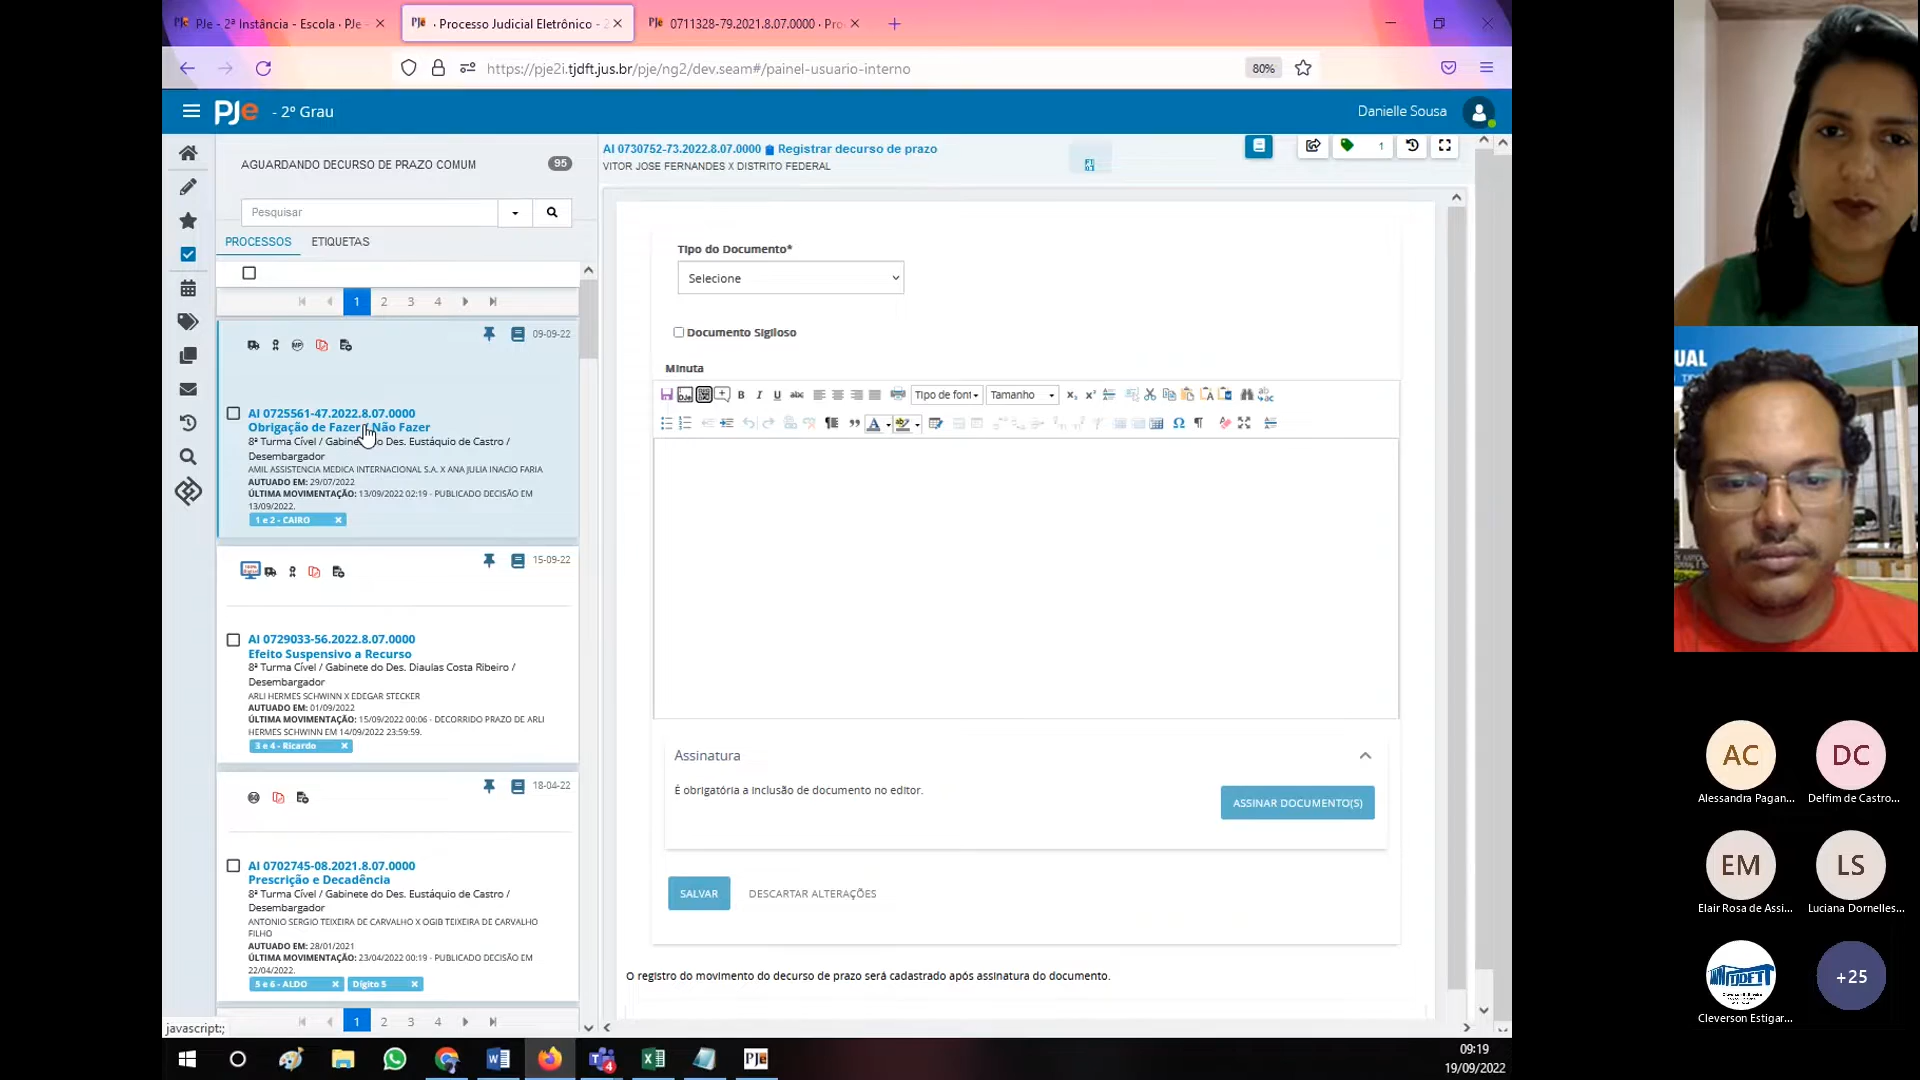 PJe - 2ª Instância - Escola · PJe -
· Processo Judicial Eletrônico - 2
0711328-79.2021.8.07.0000 · Pro
https://pje2i.tjdft.jus.br/pje/ng2/dev.seam#/painel-usuario-interno
80%
PJe - 2º Grau
Danielle Sousa
AGUARDANDO DECURSO DE PRAZO COMUM
95
Pesquisar
PROCESSOS ETIQUETAS
1 2 3 4
09-09-22
AI 0725561-47.2022.8.07.0000
Obrigação de Fazer / Não Fazer
8ª Turma Cível / Gabinete do Des. Eustáquio de Castro /
Desembargador
AMIL ASSISTENCIA MEDICA INTERNACIONAL S.A. X ANA JULIA INACIO FARIA
AUTUADO EM: 29/07/2022
ÚLTIMA MOVIMENTAÇÃO: 13/09/2022 02:19 - PUBLICADO DECISÃO EM
13/09/2022.
1 e 2 - CAIRO
15-09-22
AI 0729033-56.2022.8.07.0000
Efeito Suspensivo a Recurso
8ª Turma Cível / Gabinete do Des. Diaulas Costa Ribeiro /
Desembargador
ARLI HERMES SCHWINN X EDEGAR STECKER
AUTUADO EM: 01/09/2022
ÚLTIMA MOVIMENTAÇÃO: 15/09/2022 00:06 - DECORRIDO PRAZO DE ARLI
HERMES SCHWINN EM 14/09/2022 23:59:59.
3 e 4 - Ricardo
18-04-22
AI 0702745-08.2021.8.07.0000
Prescrição e Decadência
8ª Turma Cível / Gabinete do Des. Eustáquio de Castro /
Desembargador
ANTONIO SERGIO TEIXEIRA DE CARVALHO X OGIB TEIXEIRA DE CARVALHO
FILHO
AUTUADO EM: 28/01/2021
ÚLTIMA MOVIMENTAÇÃO: 23/04/2022 00:19 - PUBLICADO DECISÃO EM
22/04/2022.
5 e 6 - ALDO Digito 5
1 2 3 4
javascript:;
AI 0730752-73.2022.8.07.0000 Registrar decurso de prazo
VITOR JOSE FERNANDES X DISTRITO FEDERAL
1
Tipo do Documento*
Selecione
Documento Sigiloso
Minuta
Tipo de font Tamanho
Assinatura
É obrigatória a inclusão de documento no editor.
ASSINAR DOCUMENTO(S)
SALVAR DESCARTAR ALTERAÇÕES
O registro do movimento do decurso de prazo será cadastrado após assinatura do documento.
09:19
19/09/2022
UAL
AC DC
Alessandra Pagan... Delfim de Castro...
EM LS
Elair Rosa de Assi... Luciana Dornelles...
TJDFT
+25
Cleverson Estigar...